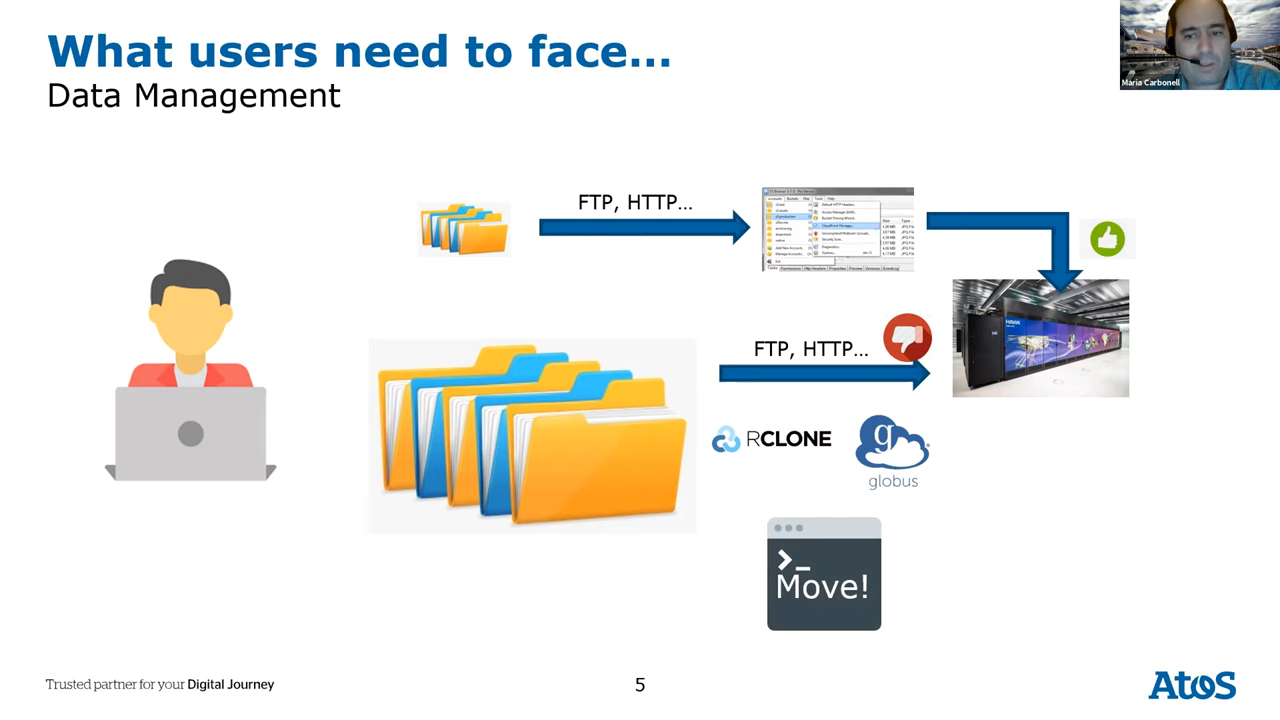 What users need to face...
Data Management
Maria Carbonell
FTP, HTTP...
FTP, HTTP...
HAWK
RCLONE
g
globus
>_
Move!
Trusted partner for your Digital Journey
5
Atos